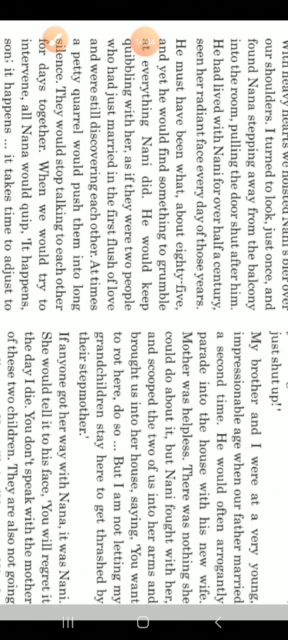 With heavy hearts we hoisted Nani's bier over
our shoulders. I turned to look, just once, and
found Nana stepping away from the balcony
into the room, pulling the door shut after him.
He had lived with Nani for over half a century,
seen her radiant face every day of those years.
He must have been what, about eighty-five,
and yet he would find something to grumble
at everything Nani did. He would keep
quibbling with her, as if they were two people
who had just married in the first flush of love
and were still discovering each other. At times
a petty quarrel would push them into long
silence. They would stop talking to each other
for days together. When we would try to
intervene, all Nana would quip, 'It happens,
son; it happens ... it takes time to adjust to
just shut up!'
My brother and I were at a very young,
impressionable age when our father married
a second time. He would often arrogantly
parade into the house with his new wife.
Mother was helpless. There was nothing she
could do about it, but Nani fought with her,
and scooped the two of us into her arms and
brought us into her house, saying, 'You want
to rot here, do so ... But I am not letting my
grandchildren stay here to get thrashed by
their stepmother.'
If anyone got her way with Nana, it was Nani.
She would tell it to his face, 'You will regret it
the day I die. You don't speak with the mother
of these two children. They are also not going